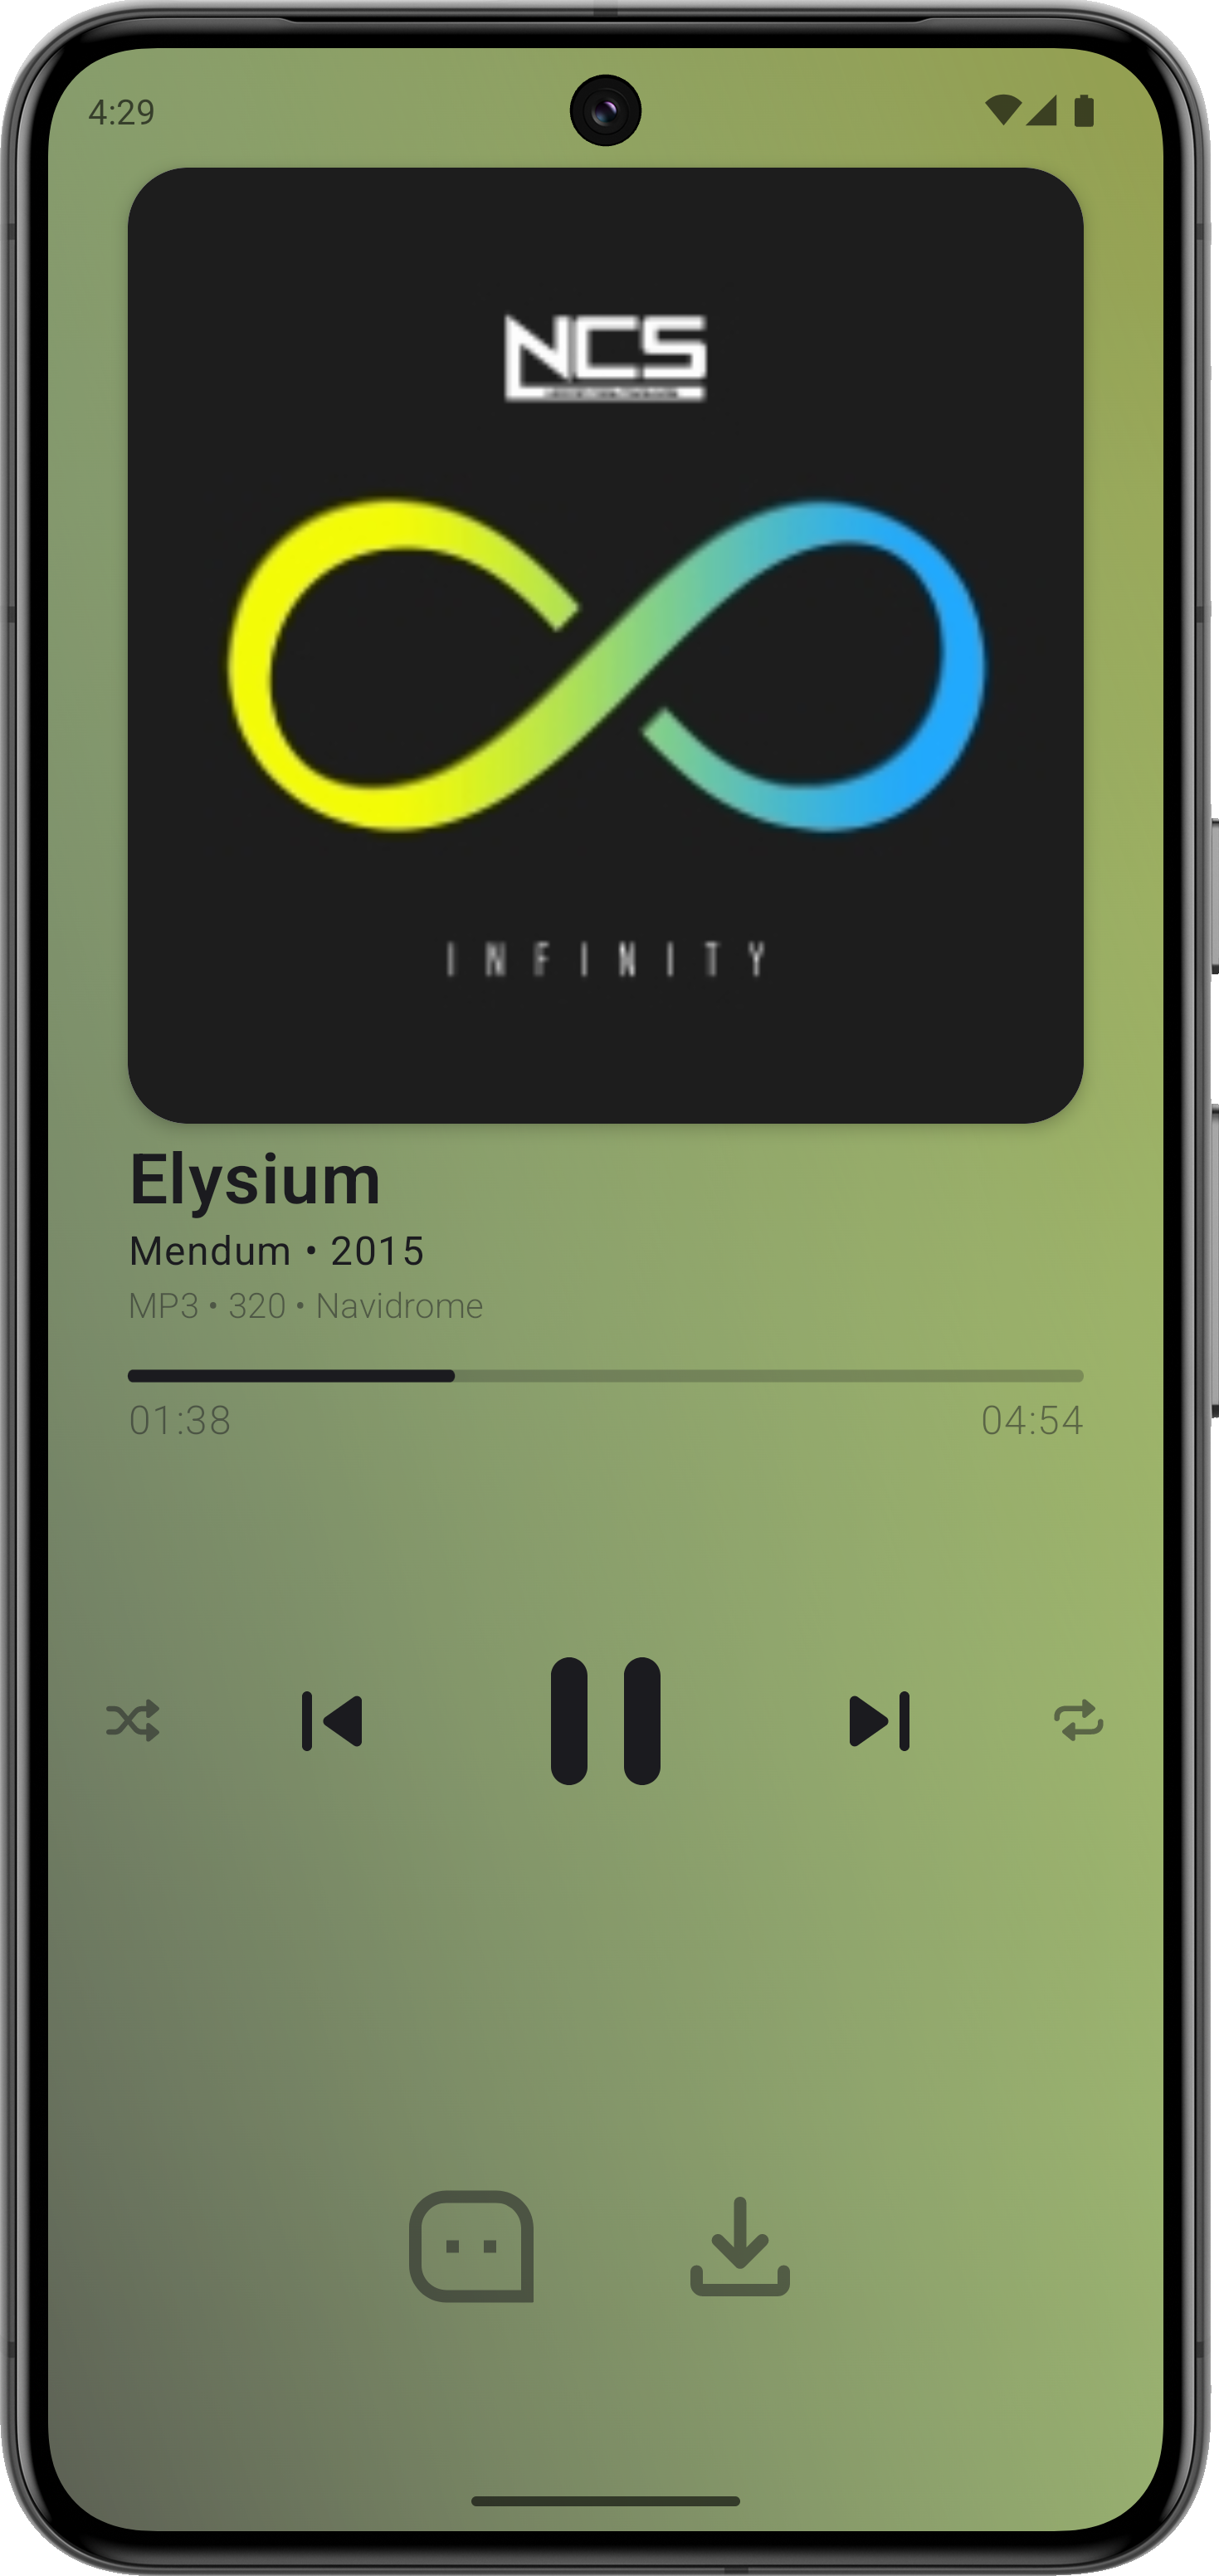 4:29
NCS
INFINITY
Elysium
Mendum • 2015
MP3 • 320 • Navidrome
01:38 04:54